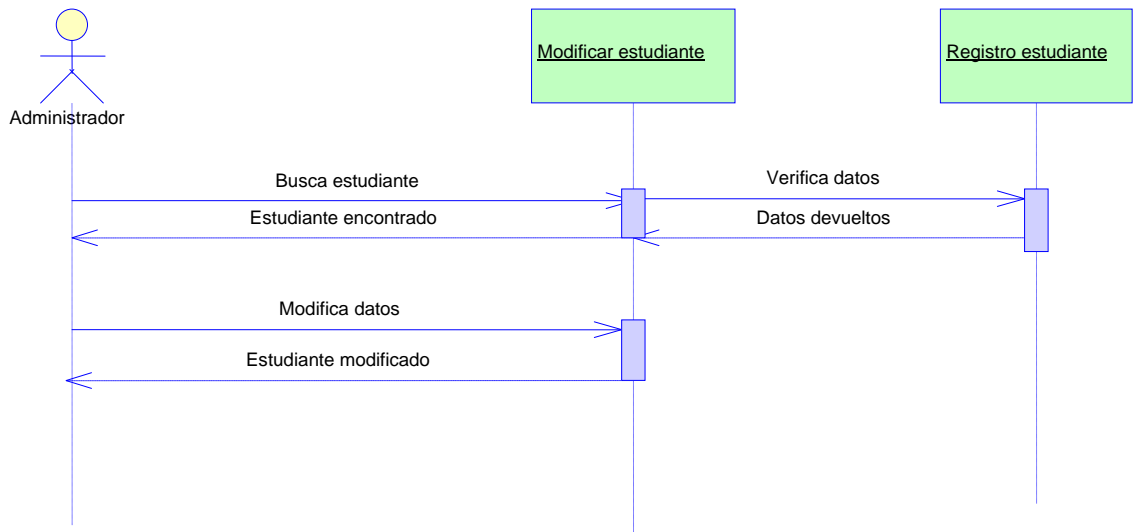 Modificar estudiante
Registro estudiante
Administrador
Busca estudiante
Verifica datos
Estudiante encontrado
Datos devueltos
Modifica datos
Estudiante modificado